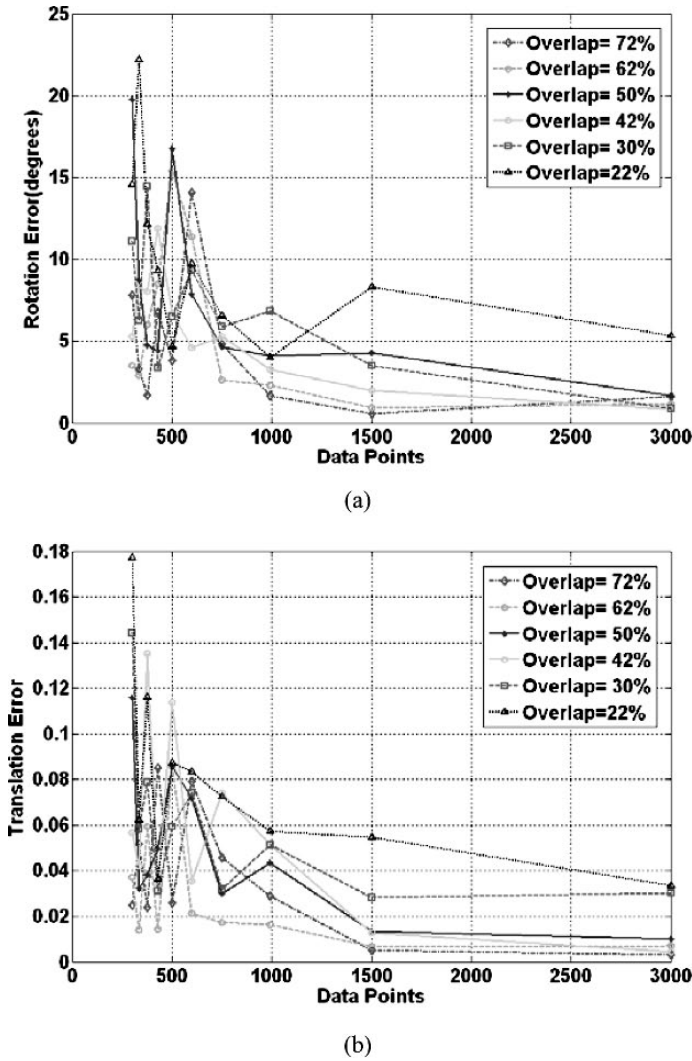 25
20
15
10
5
0
Rotation Error(degrees)
Overlap= 72%
Overlap= 62%
Overlap= 50%
Overlap= 42%
Overlap= 30%
Overlap=22%
0 500 1000 1500 2000 2500 3000
Data Points
(a)
0.18
0.16
0.14
0.12
0.1
0.08
0.06
0.04
0.02
0
Translation Error
Overlap= 72%
Overlap= 62%
Overlap= 50%
Overlap= 42%
Overlap= 30%
Overlap=22%
0 500 1000 1500 2000 2500 3000
Data Points
(b)